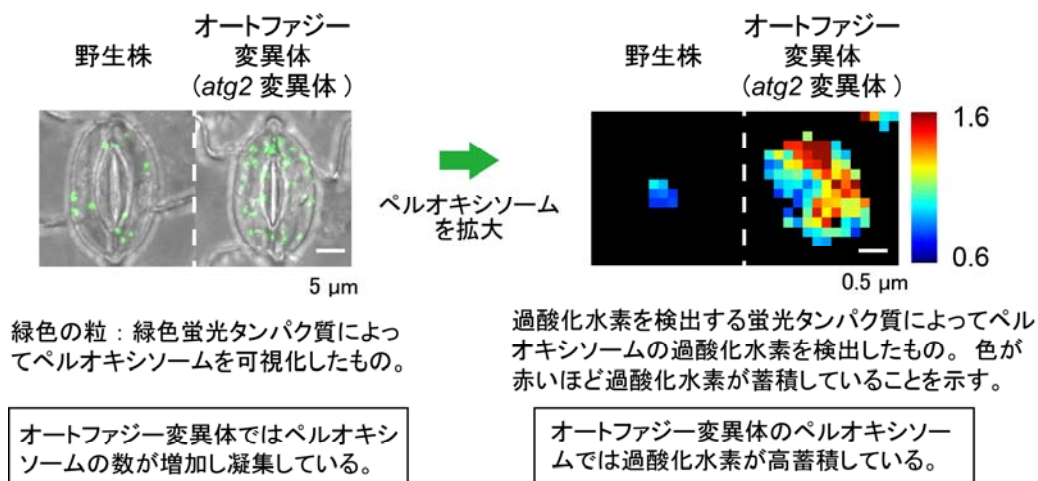 野生株
オートファジー
変異体
(atg2 変異体 )
5 μm
緑色の粒 : 緑色蛍光タンパク質によっ
てペルオキシソームを可視化したもの。
オートファジー変異体ではペルオキシ
ソームの数が増加し凝集している。
ペルオキシソーム
を拡大
野生株
オートファジー
変異体
(atg2 変異体 )
1.6
0.6
0.5 μm
過酸化水素を検出する蛍光タンパク質によってペル
オキシソームの過酸化水素を検出したもの。 色が
赤いほど過酸化水素が蓄積していることを示す。
オートファジー変異体のペルオキシソー
ムでは過酸化水素が高蓄積している。